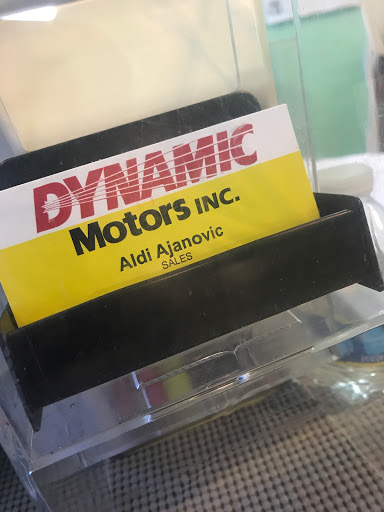 DYNAMIC
Motors INC.
Aldi Ajanovic
SALES